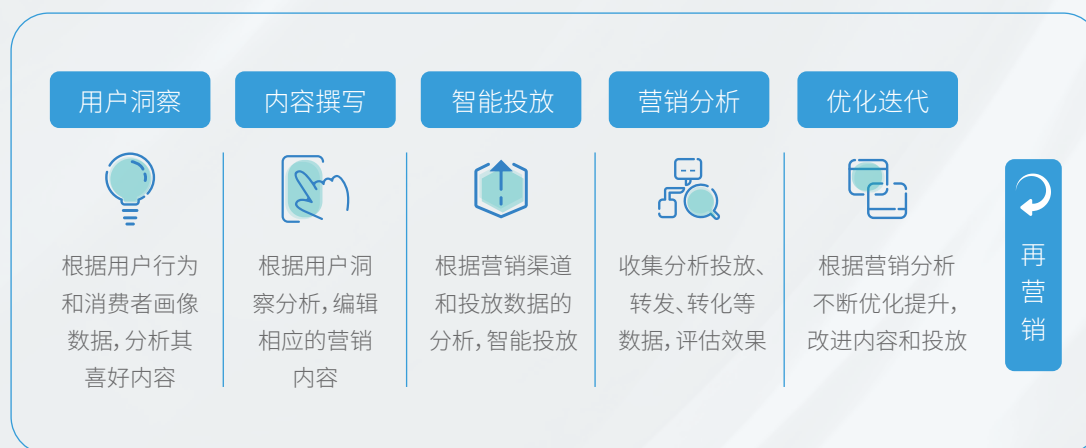 用户洞察
内容撰写
智能投放
营销分析
优化迭代
根据用户行为
和消费者画像
数据,分析其
喜好内容
根据用户洞
察分析,编辑
相应的营销
内容
根据营销渠道
和投放数据的
分析,智能投放
收集分析投放、
转发、转化等
数据,评估效果
根据营销分析
不断优化提升,
改进内容和投放
再营销